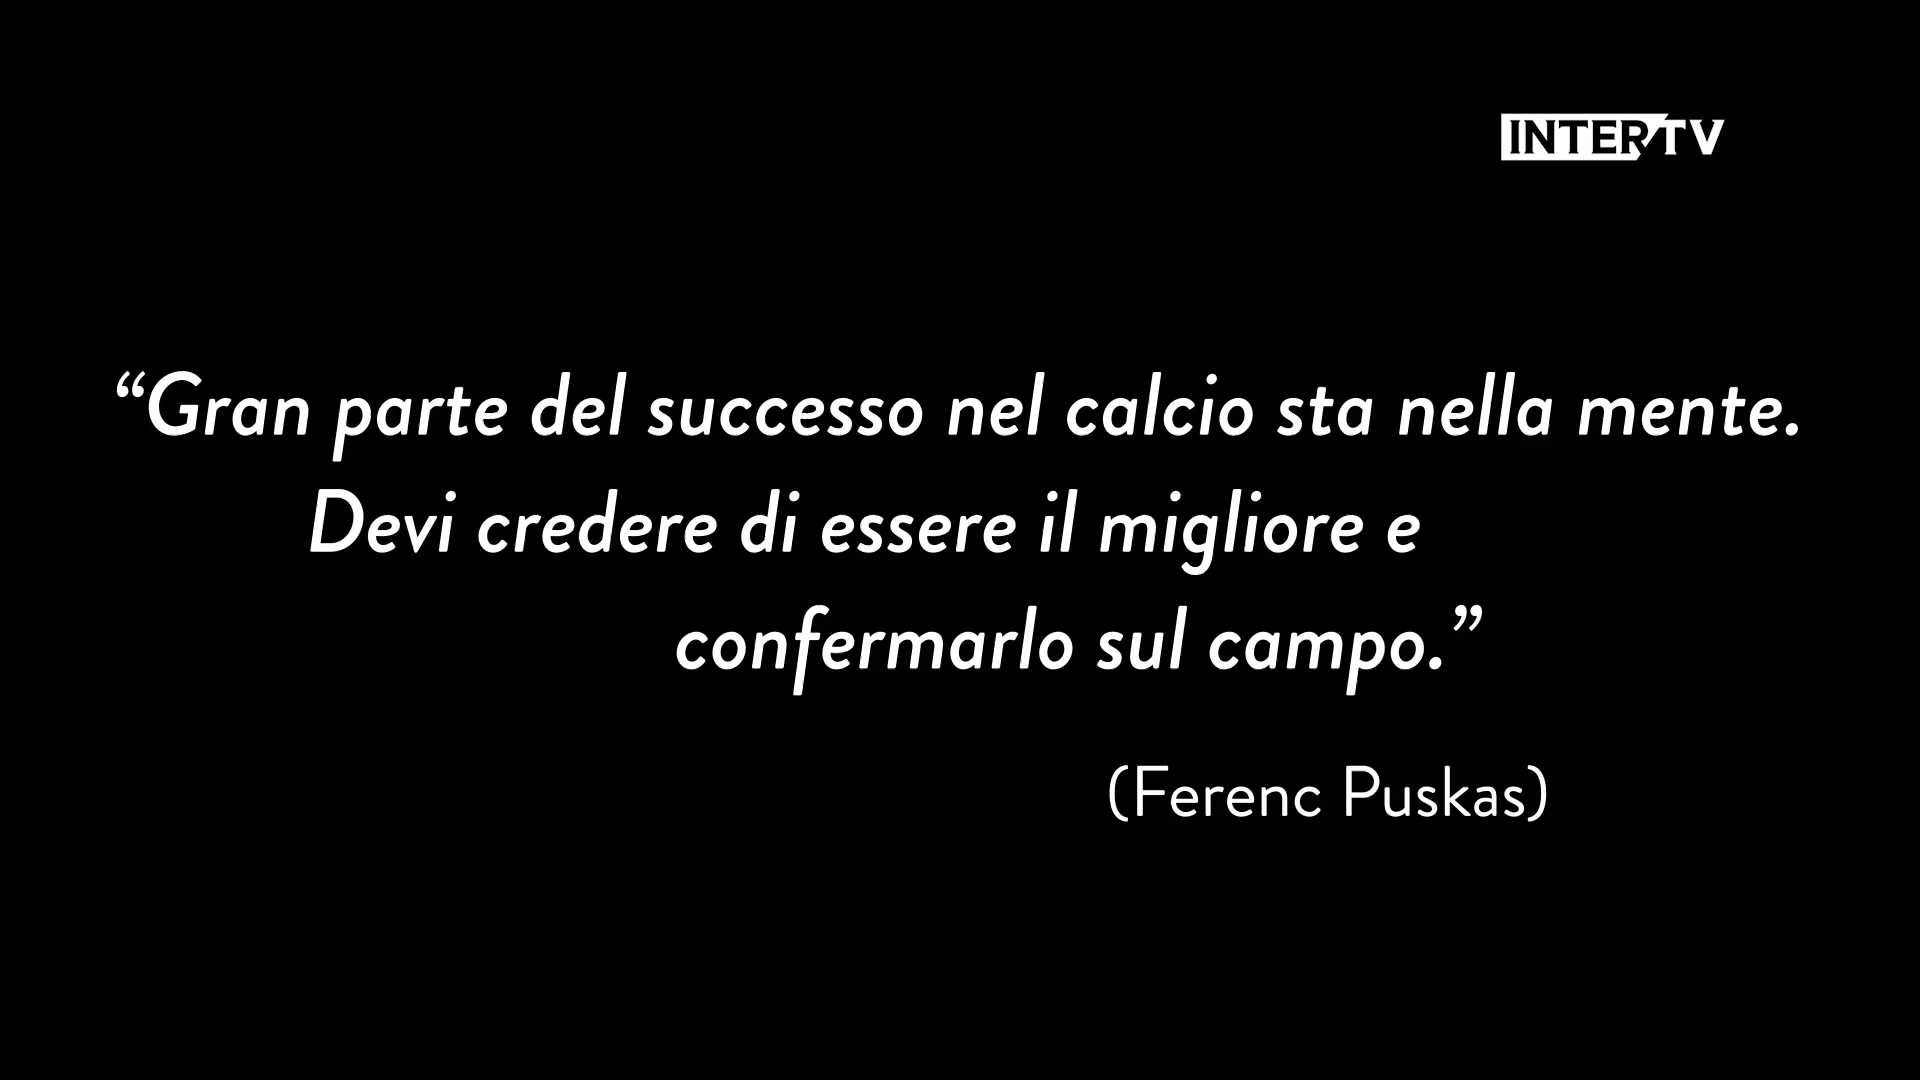 INTER TV
“Gran parte del successo nel calcio sta nella mente.
Devi credere di essere il migliore e
confermarlo sul campo.”
(Ferenc Puskas)